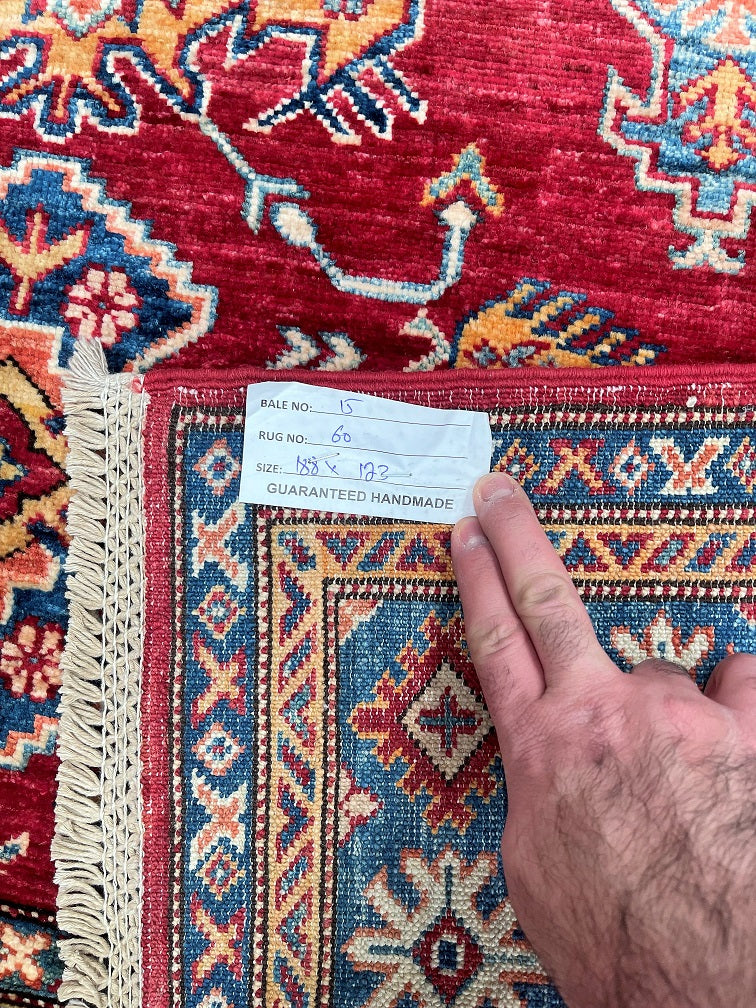 BALE NO: 15
RUG NO: 60
SIZE: 188 x 123
GUARANTEED HANDMADE